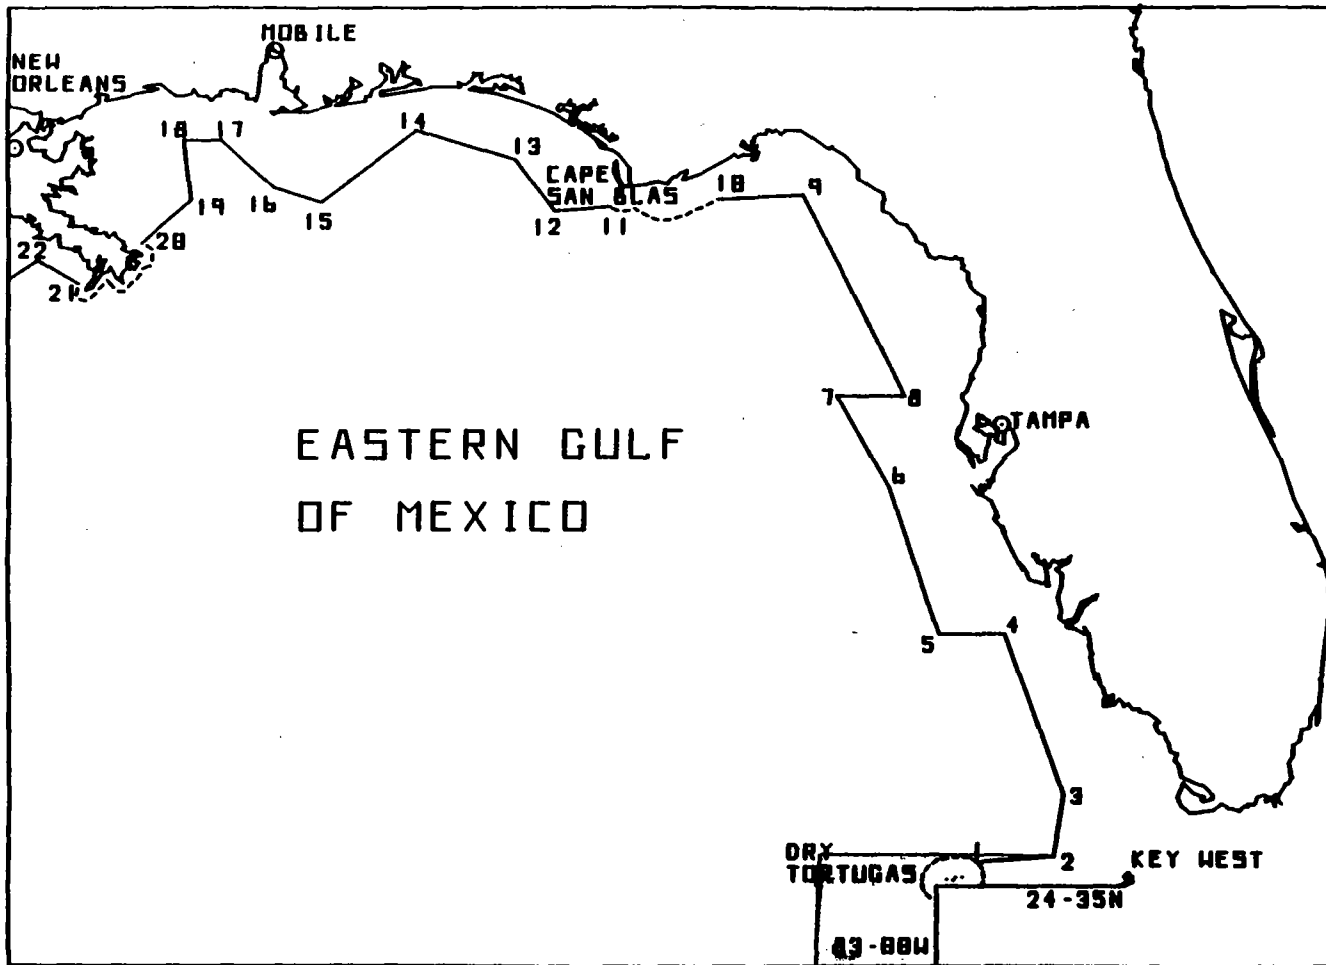 MOBILE
NEW
ORLEANS
18
17
14
13
CAPE
SAN BLAS
10
9
19
16
15
12
11
20
22
21
7
8
TAMPA
EASTERN GULF
OF MEXICO
6
5
4
3
DRY
TORTUGAS
1
2
KEY WEST
24-35N
83-00W